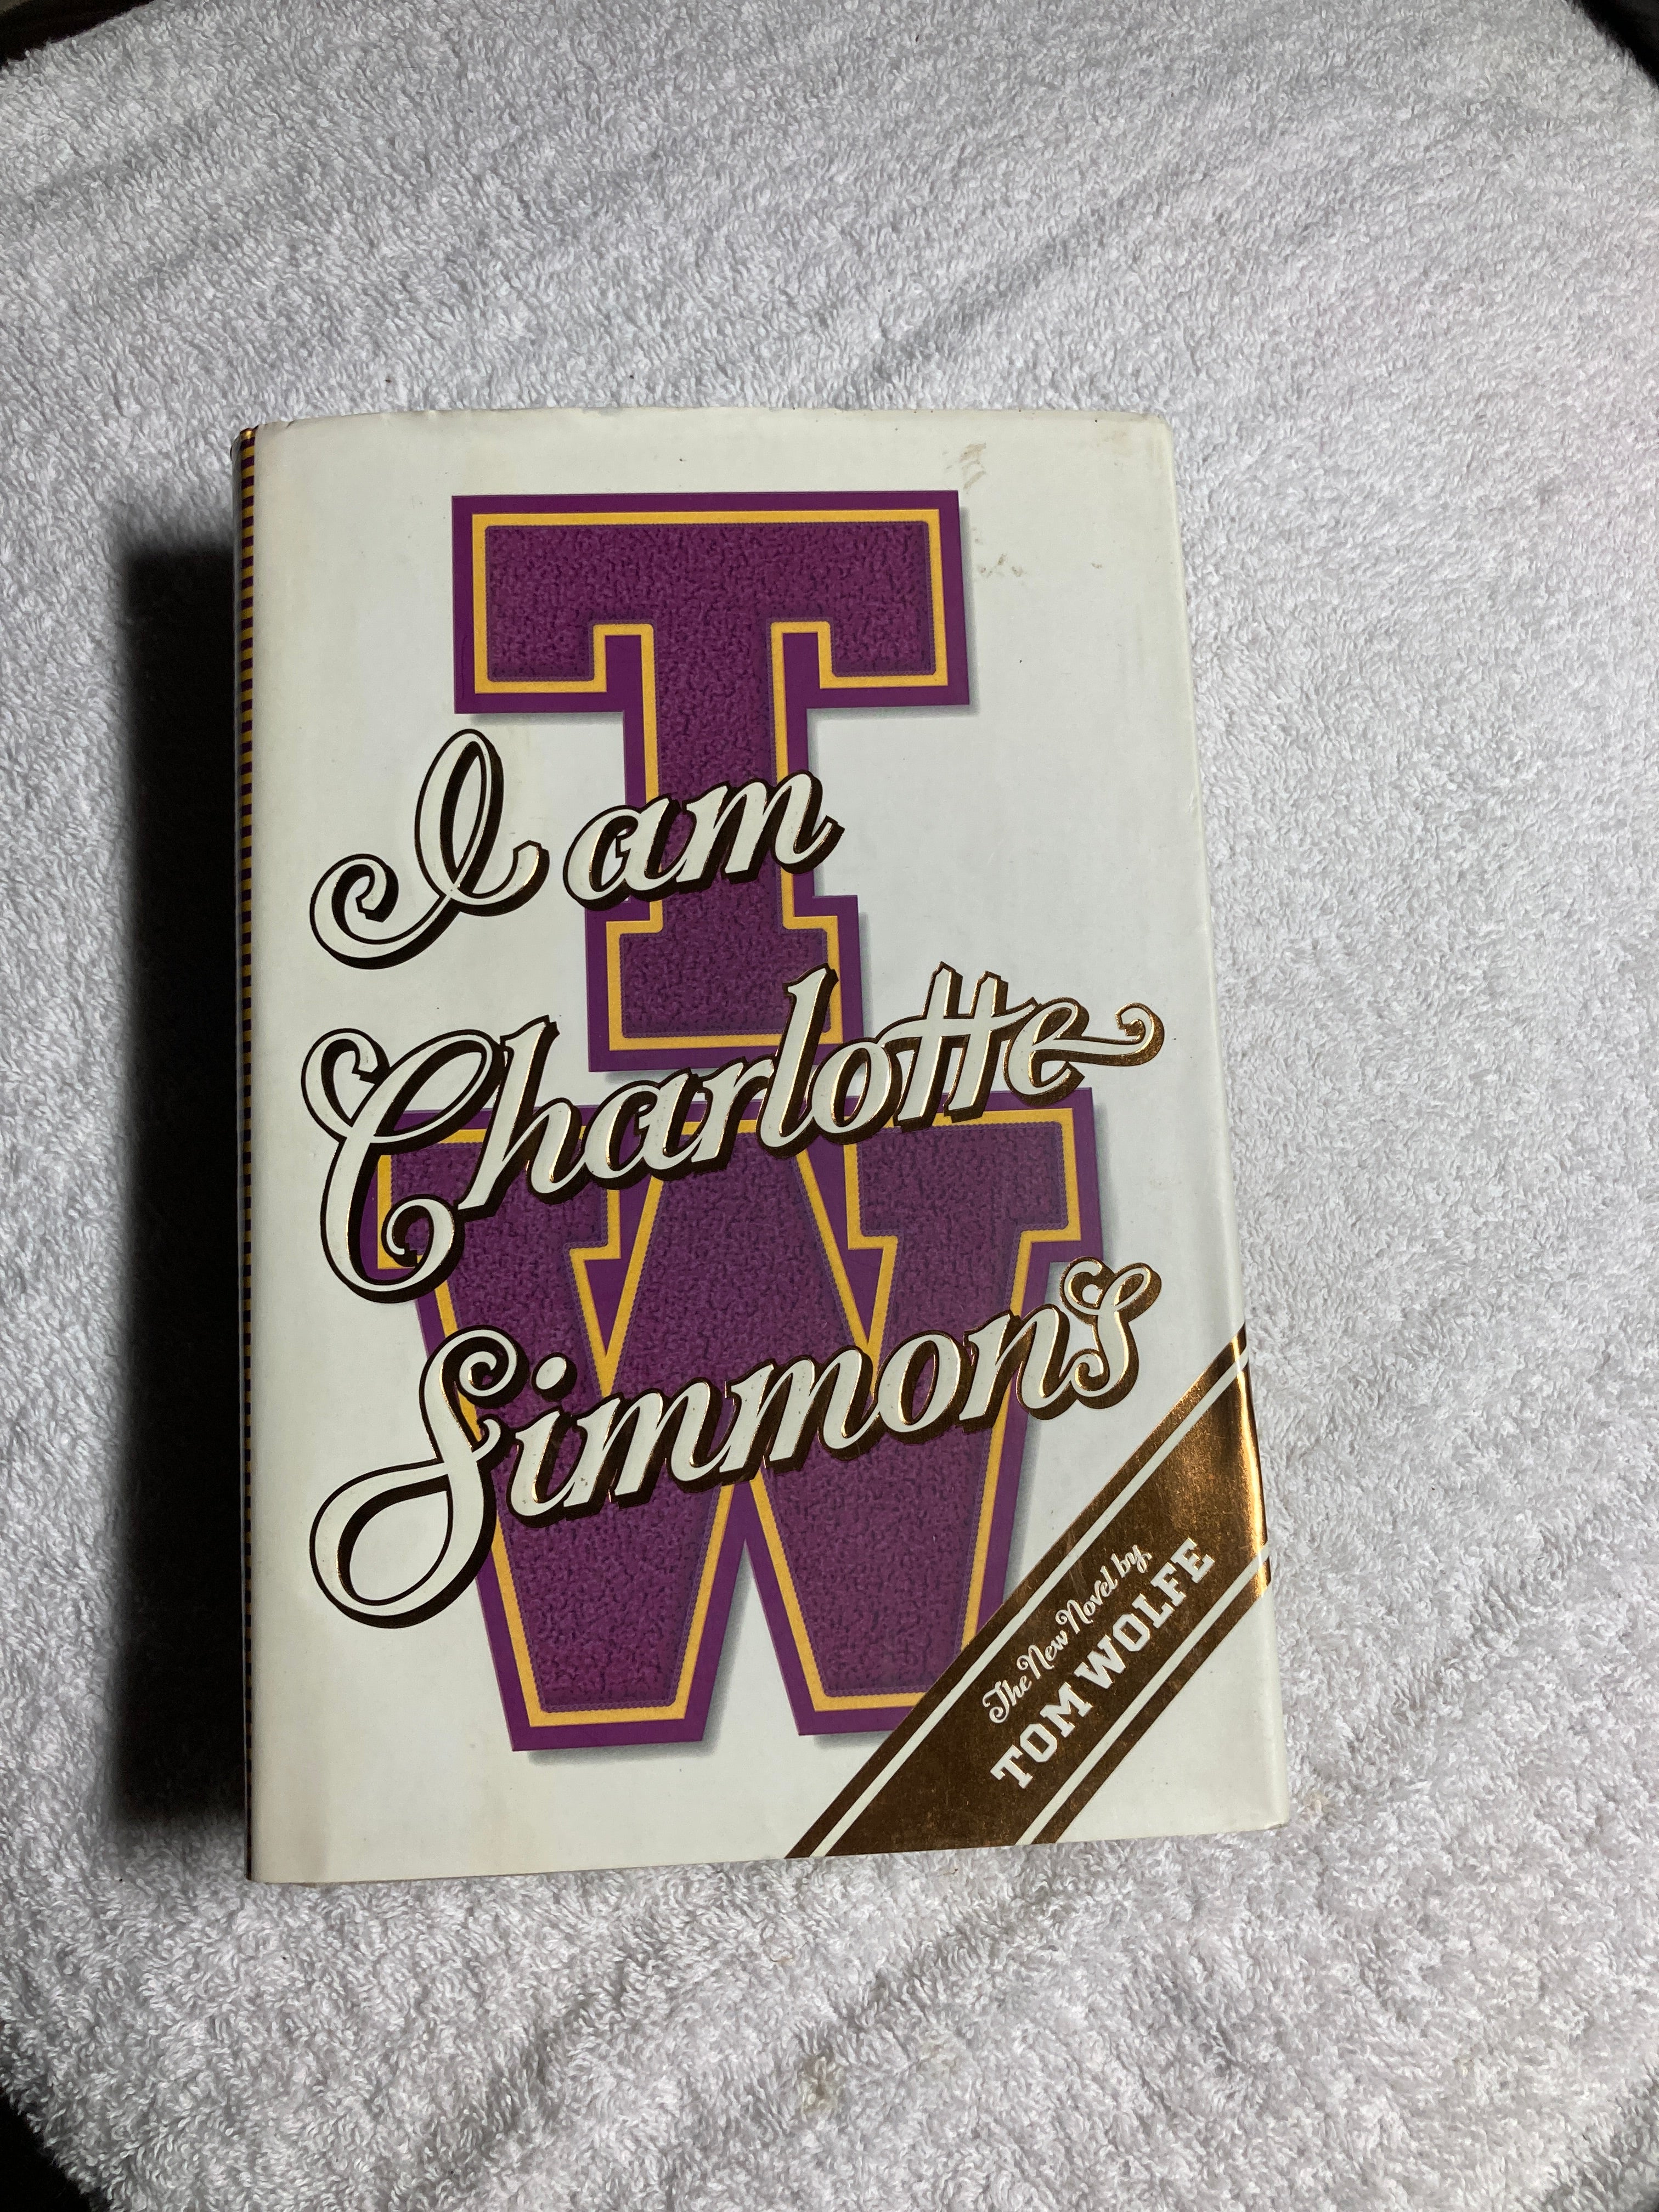 T
I am
Charlotte
W
Simmons
The New Novel by
TOM WOLFE